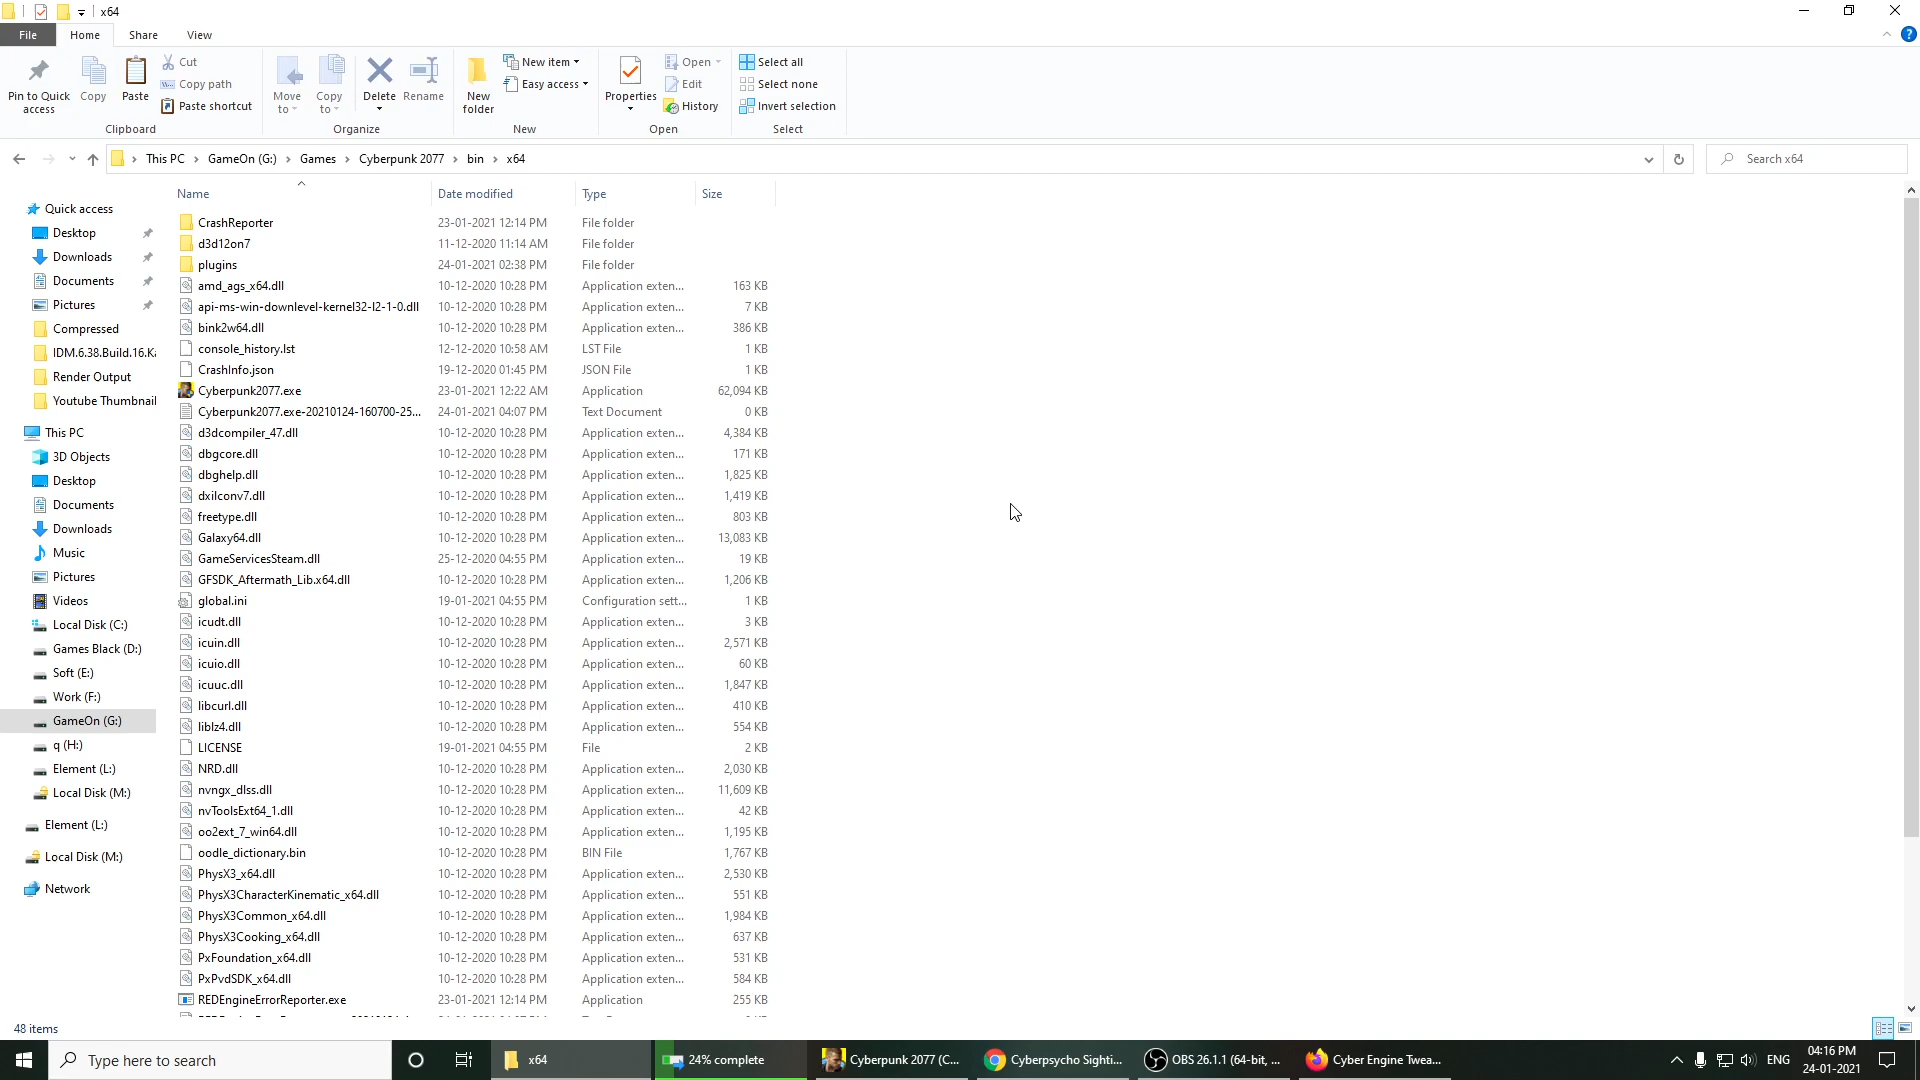 x64
File Home Share View
Pin to Quick access
Copy
Paste
Cut
Copy path
Paste shortcut
Clipboard
Move to
Copy to
Delete
Rename
Organize
New folder
New item
Easy access
New
Properties
Open
Edit
History
Open
Select all
Select none
Invert selection
Select
This PC > GameOn (G:) > Games > Cyberpunk 2077 > bin > x64
Search x64
Quick access
Desktop
Downloads
Documents
Pictures
Compressed
IDM.6.38.Build.16.Ka
Render Output
Youtube Thumbnail
This PC
3D Objects
Desktop
Documents
Downloads
Music
Pictures
Videos
Local Disk (C:)
Games Black (D:)
Soft (E:)
Work (F:)
GameOn (G:)
q (H:)
Element (L:)
Local Disk (M:)
Element (L:)
Local Disk (M:)
Network
Name Date modified Type Size
CrashReporter 23-01-2021 12:14 PM File folder
d3d12on7 11-12-2020 11:14 AM File folder
plugins 24-01-2021 02:38 PM File folder
amd_ags_x64.dll 10-12-2020 10:28 PM Application exten... 163 KB
api-ms-win-downlevel-kernel32-l2-1-0.dll 10-12-2020 10:28 PM Application exten... 7 KB
bink2w64.dll 10-12-2020 10:28 PM Application exten... 386 KB
console_history.lst 12-12-2020 10:58 AM LST File 1 KB
CrashInfo.json 19-12-2020 01:45 PM JSON File 1 KB
Cyberpunk2077.exe 23-01-2021 12:22 AM Application 62,094 KB
Cyberpunk2077.exe-20210124-160700-25... 24-01-2021 04:07 PM Text Document 0 KB
d3dcompiler_47.dll 10-12-2020 10:28 PM Application exten... 4,384 KB
dbgcore.dll 10-12-2020 10:28 PM Application exten... 171 KB
dbghelp.dll 10-12-2020 10:28 PM Application exten... 1,825 KB
dxilconv7.dll 10-12-2020 10:28 PM Application exten... 1,419 KB
freetype.dll 10-12-2020 10:28 PM Application exten... 803 KB
Galaxy64.dll 10-12-2020 10:28 PM Application exten... 13,083 KB
GameServicesSteam.dll 25-12-2020 04:55 PM Application exten... 19 KB
GFSDK_Aftermath_Lib.x64.dll 10-12-2020 10:28 PM Application exten... 1,206 KB
global.ini 19-01-2021 04:55 PM Configuration sett... 1 KB
icudt.dll 10-12-2020 10:28 PM Application exten... 3 KB
icuin.dll 10-12-2020 10:28 PM Application exten... 2,571 KB
icuio.dll 10-12-2020 10:28 PM Application exten... 60 KB
icuuc.dll 10-12-2020 10:28 PM Application exten... 1,847 KB
libcurl.dll 10-12-2020 10:28 PM Application exten... 410 KB
liblz4.dll 10-12-2020 10:28 PM Application exten... 554 KB
LICENSE 19-01-2021 04:55 PM File 2 KB
NRD.dll 10-12-2020 10:28 PM Application exten... 2,030 KB
nvngx_dlss.dll 10-12-2020 10:28 PM Application exten... 11,609 KB
nvToolsExt64_1.dll 10-12-2020 10:28 PM Application exten... 42 KB
oo2ext_7_win64.dll 10-12-2020 10:28 PM Application exten... 1,195 KB
oodle_dictionary.bin 10-12-2020 10:28 PM BIN File 1,767 KB
PhysX3_x64.dll 10-12-2020 10:28 PM Application exten... 2,530 KB
PhysX3CharacterKinematic_x64.dll 10-12-2020 10:28 PM Application exten... 551 KB
PhysX3Common_x64.dll 10-12-2020 10:28 PM Application exten... 1,984 KB
PhysX3Cooking_x64.dll 10-12-2020 10:28 PM Application exten... 637 KB
PxFoundation_x64.dll 10-12-2020 10:28 PM Application exten... 531 KB
PxPvdSDK_x64.dll 10-12-2020 10:28 PM Application exten... 584 KB
REDEngineErrorReporter.exe 23-01-2021 12:14 PM Application 255 KB
48 items
Type here to search
x64
24% complete
Cyberpunk 2077 (C...
Cyberpsycho Sighti...
OBS 26.1.1 (64-bit, ...
Cyber Engine Twea...
ENG
04:16 PM
24-01-2021